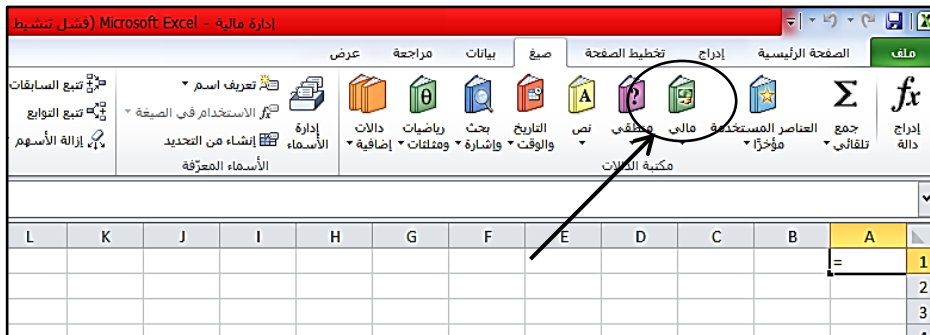 إدارة مالية - Microsoft Excel (فشل تنشيط
ملف الصفحة الرئيسية إدراج تخطيط الصفحة صيغ بيانات مراجعة عرض
fx إدراج دالة
Σ جمع تلقائي
العناصر المستخدمة مؤخرًا
مالي
منطقي
نص
التاريخ والوقت
بحث وإشارة
رياضيات ومثلثات
دالات إضافية
مكتبة الدالات
إدارة الأسماء
تعريف اسم
الاستخدام في الصيغة
إنشاء من التحديد
الأسماء المعرّفة
تتبع السابقات
تتبع التوابع
إزالة الأسهم
A B C D E F G H I J K L
1 =
2
3